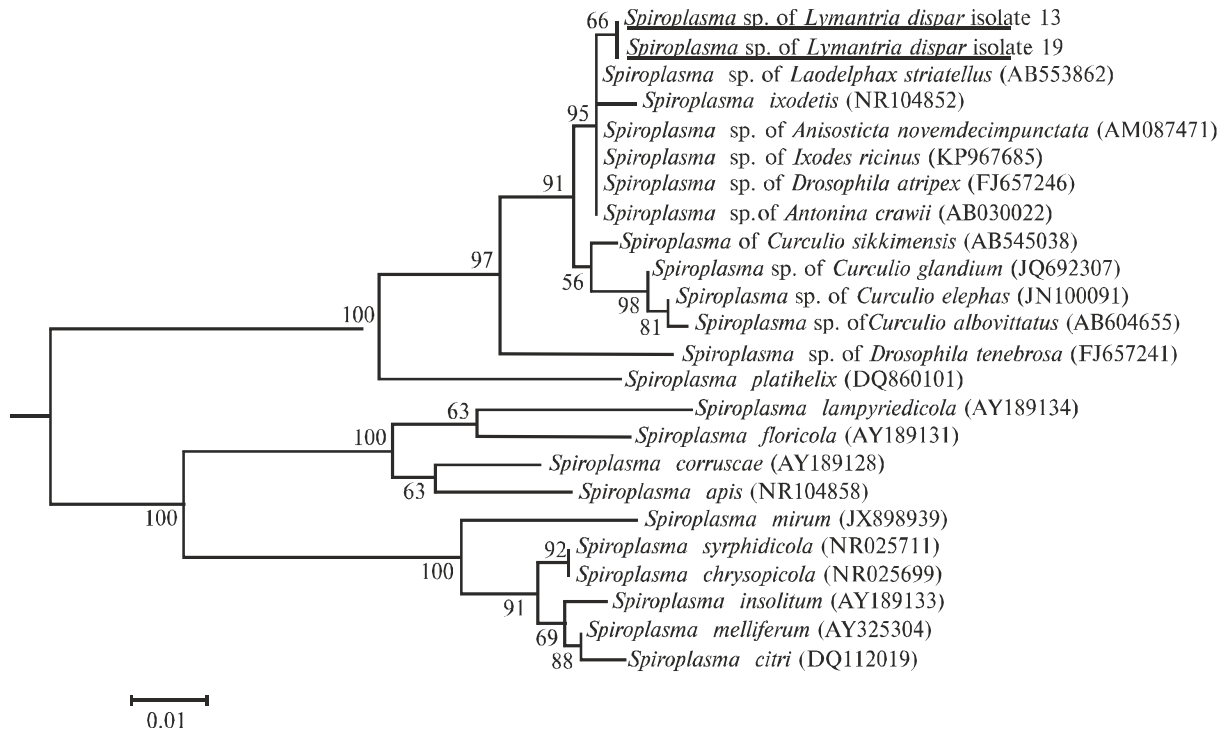 66 Spiroplasma sp. of Lymantria dispar isolate 13
Spiroplasma sp. of Lymantria dispar isolate 19
Spiroplasma sp. of Laodelphax striatellus (AB553862)
Spiroplasma ixodetis (NR104852)
95
Spiroplasma sp. of Anisosticta novemdecimpunctata (AM087471)
Spiroplasma sp. of Ixodes ricinus (KP967685)
91 Spiroplasma sp. of Drosophila atripex (FJ657246)
Spiroplasma sp.of Antonina crawii (AB030022)
Spiroplasma of Curculio sikkimensis (AB545038)
97 Spiroplasma sp. of Curculio glandium (JQ692307)
56
Spiroplasma sp. of Curculio elephas (JN100091)
98
100 81 Spiroplasma sp. ofCurculio albovittatus (AB604655)
Spiroplasma sp. of Drosophila tenebrosa (FJ657241)
Spiroplasma platihelix (DQ860101)
63 Spiroplasma lampyriedicola (AY189134)
100 Spiroplasma floricola (AY189131)
Spiroplasma corruscae (AY189128)
63 Spiroplasma apis (NR104858)
100 Spiroplasma mirum (JX898939)
92 Spiroplasma syrphidicola (NR025711)
100 Spiroplasma chrysopicola (NR025699)
91 Spiroplasma insolitum (AY189133)
69 Spiroplasma melliferum (AY325304)
88 Spiroplasma citri (DQ112019)
0.01